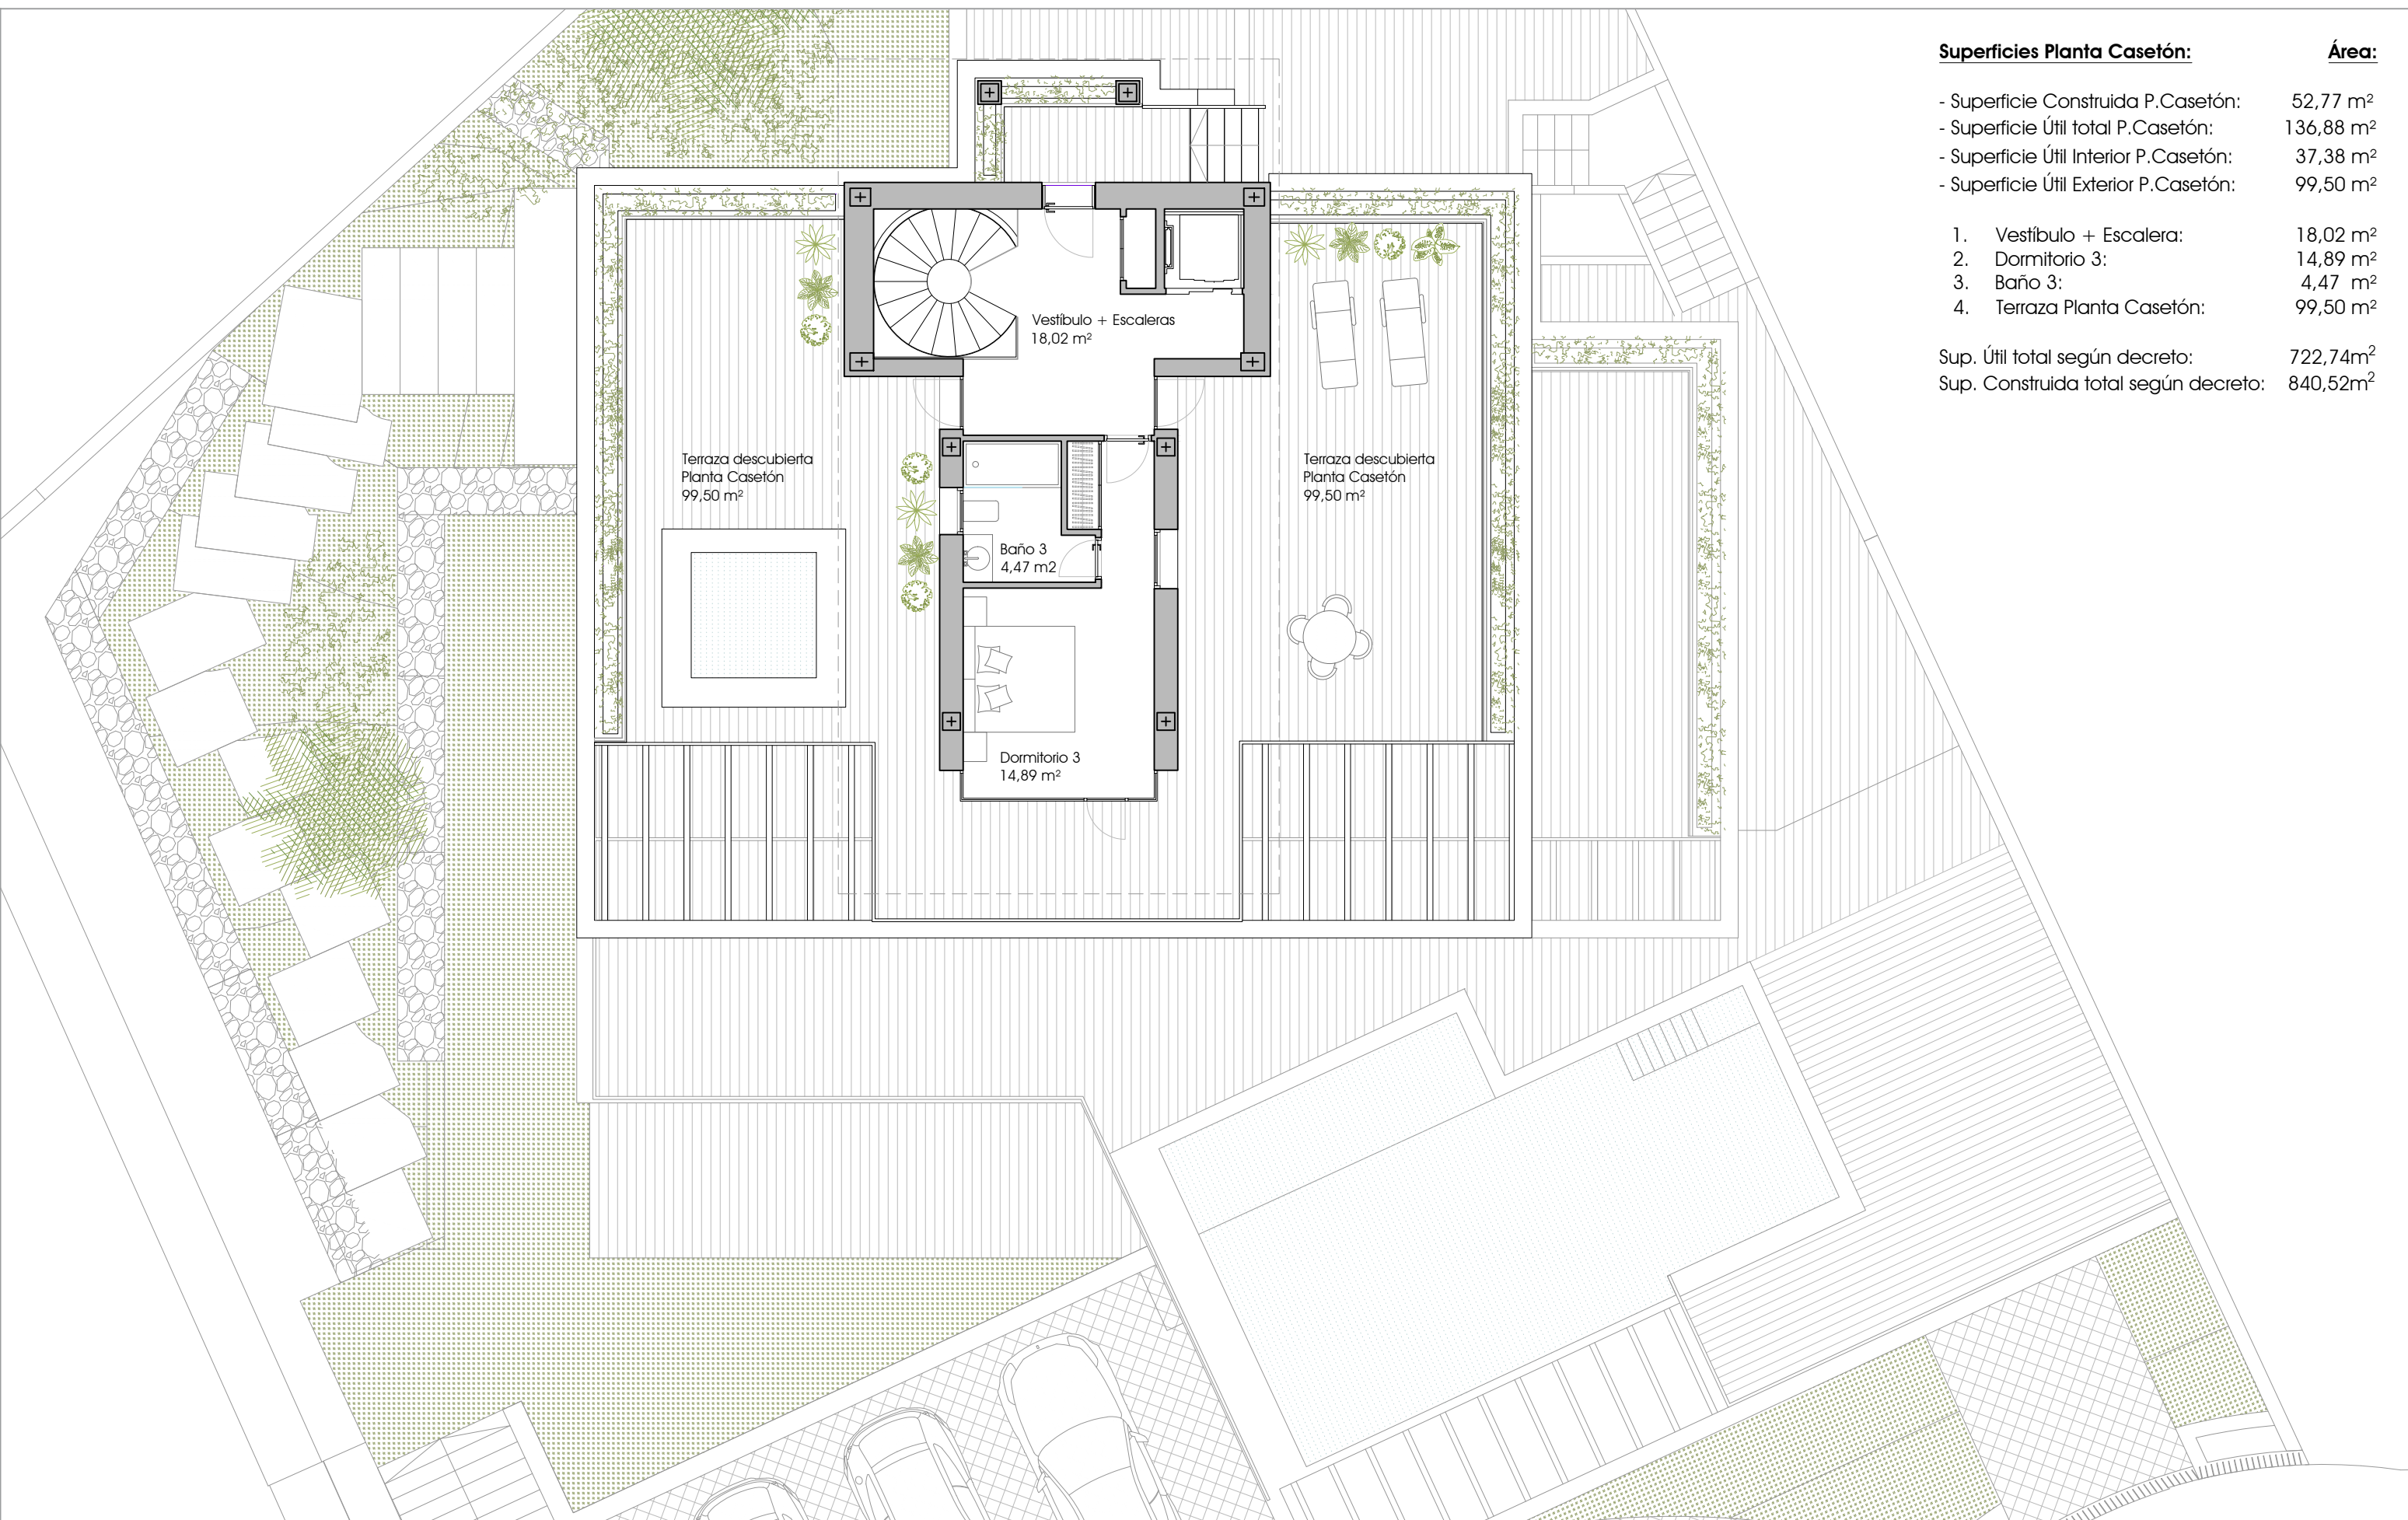 Superficies Planta Casetón: Área:
- Superficie Construida P.Casetón: 52,77 m²
- Superficie Útil total P.Casetón: 136,88 m²
- Superficie Útil Interior P.Casetón: 37,38 m²
- Superficie Útil Exterior P.Casetón: 99,50 m²
1. Vestíbulo + Escalera: 18,02 m²
2. Dormitorio 3: 14,89 m²
3. Baño 3: 4,47 m²
4. Terraza Planta Casetón: 99,50 m²
Sup. Útil total según decreto: 722,74m²
Sup. Construida total según decreto: 840,52m²
Vestíbulo + Escaleras
18,02 m²
Terraza descubierta
Planta Casetón
99,50 m²
Terraza descubierta
Planta Casetón
99,50 m²
Baño 3
4,47 m2
Dormitorio 3
14,89 m²